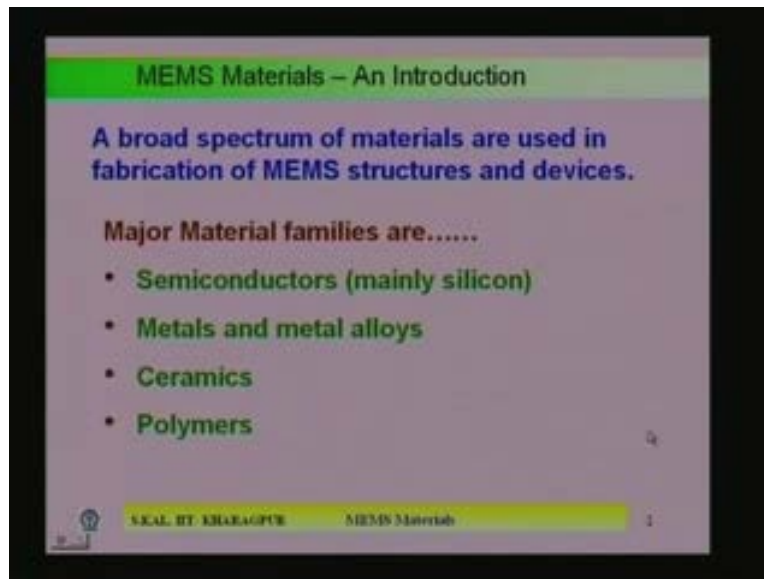 MEMS Materials – An Introduction
A broad spectrum of materials are used in
fabrication of MEMS structures and devices.
Major Material families are……
• Semiconductors (mainly silicon)
• Metals and metal alloys
• Ceramics
• Polymers
S.KAL, IIT KHARAGPUR MEMS Materials